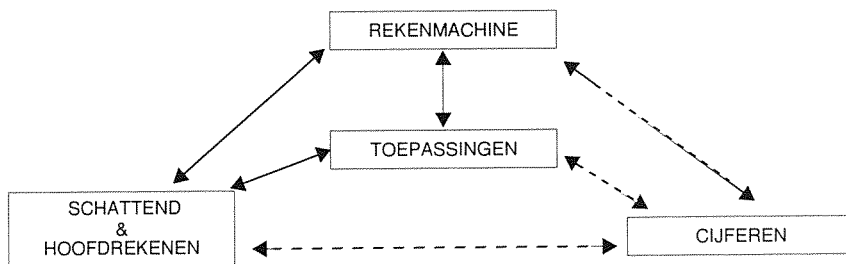 REKENMACHINE
TOEPASSINGEN
SCHATTEND
&
HOOFDREKENEN
CIJFEREN